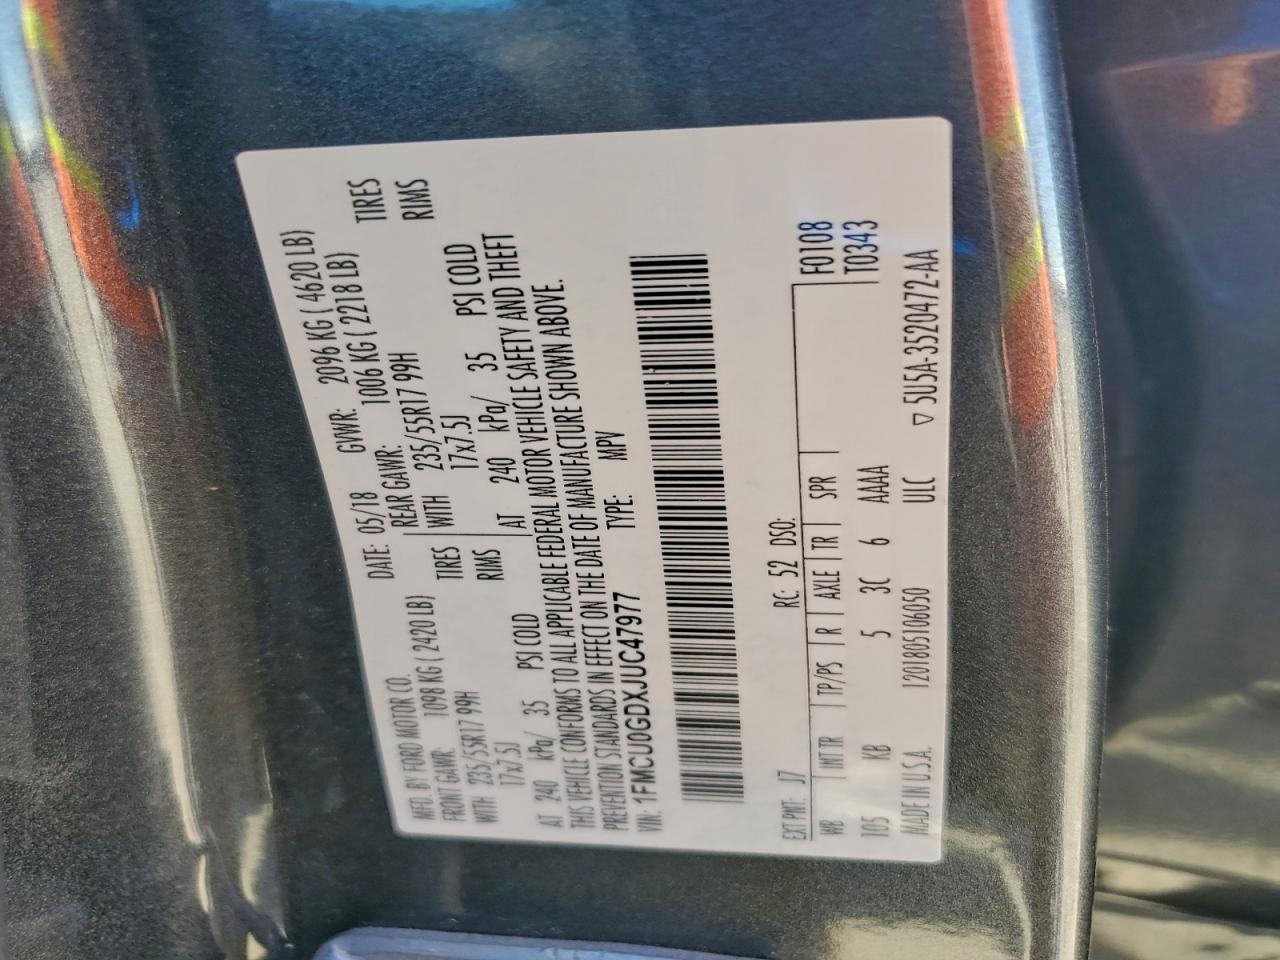 MFD. BY FORD MOTOR CO.
DATE: 05/18 GVWR: 2096 KG ( 4620 LB)
FRONT GAWR: 1098 KG ( 2420 LB) REAR GAWR: 1006 KG ( 2218 LB)
WITH 235/55R17 99H TIRES WITH 235/55R17 99H TIRES
17x7.5J RIMS 17x7.5J RIMS
AT 240 kPa/ 35 PSI COLD AT 240 kPa/ 35 PSI COLD
THIS VEHICLE CONFORMS TO ALL APPLICABLE FEDERAL MOTOR VEHICLE SAFETY AND THEFT
PREVENTION STANDARDS IN EFFECT ON THE DATE OF MANUFACTURE SHOWN ABOVE.
VIN: 1FMCU0GDXJUC47977 TYPE: MPV
EXT PNT: J7 RC: 52 DSO: F0108
WB INT TR TP/PS R AXLE TR SPR T0343
105 KB 5 3C 6 AAAA
MADE IN U.S.A. 120180510605​0 ULC ▽ 5U5A-3520472-AA